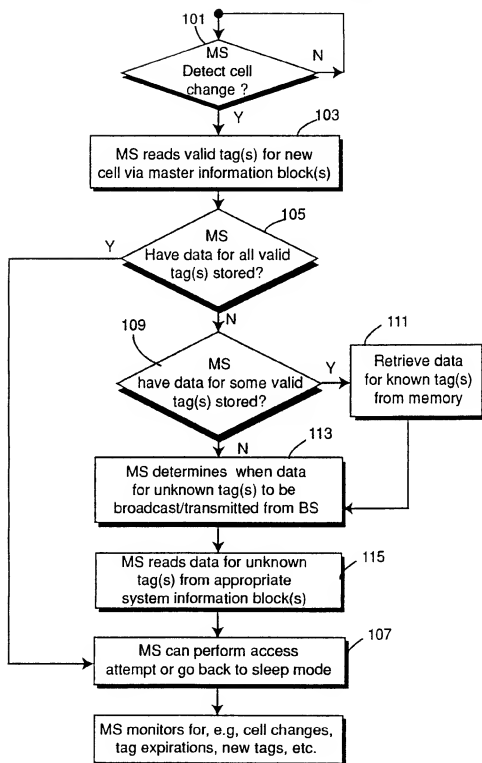 101
MS
Detect cell
change ?
N
Y
103
MS reads valid tag(s) for new
cell via master information block(s)
105
Y
MS
Have data for all valid
tag(s) stored?
N
109
MS
have data for some valid
tag(s) stored?
Y
111
Retrieve data
for known tag(s)
from memory
N
113
MS determines when data
for unknown tag(s) to be
broadcast/transmitted from BS
MS reads data for unknown
tag(s) from appropriate
system information block(s)
115
107
MS can perform access
attempt or go back to sleep mode
MS monitors for, e.g, cell changes,
tag expirations, new tags, etc.